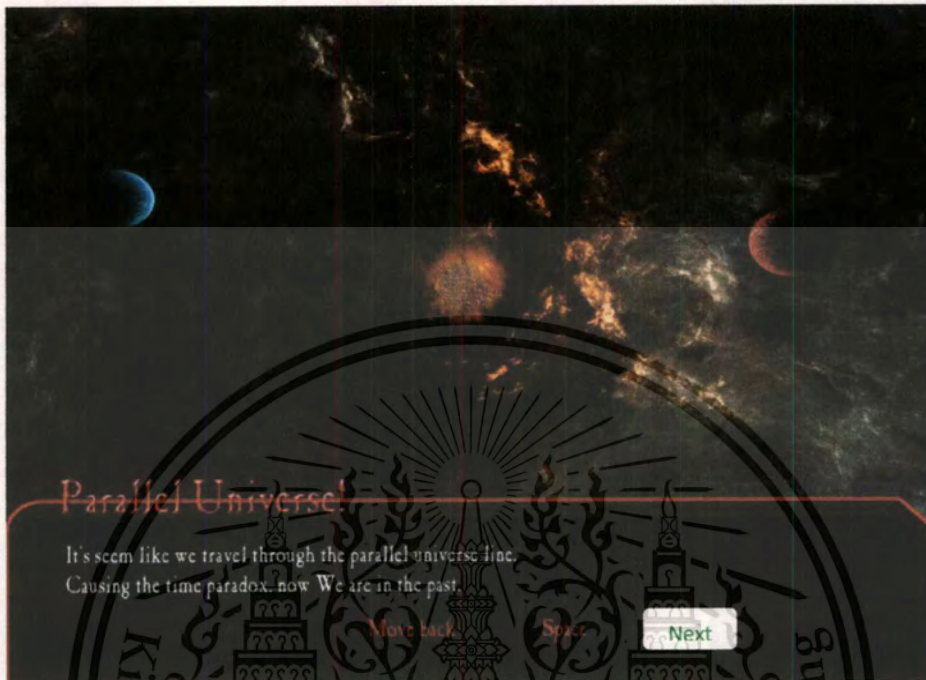 Parallel Universe!
It's seem like we travel through the parallel universe line.
Causing the time paradox. now We are in the past.
Move back Space Next